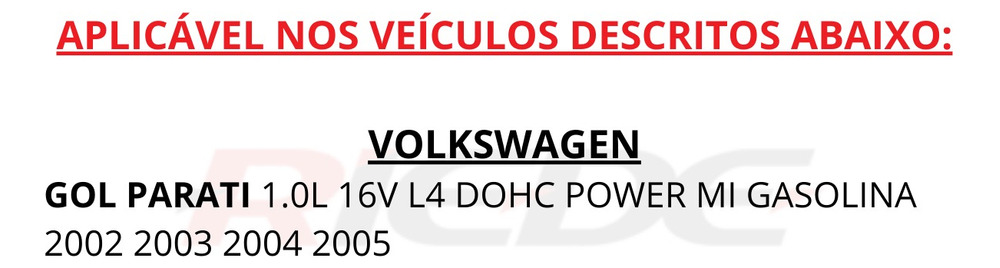 APLICÁVEL NOS VEÍCULOS DESCRITOS ABAIXO:
VOLKSWAGEN
GOL PARATI 1.0L 16V L4 DOHC POWER MI GASOLINA
2002 2003 2004 2005